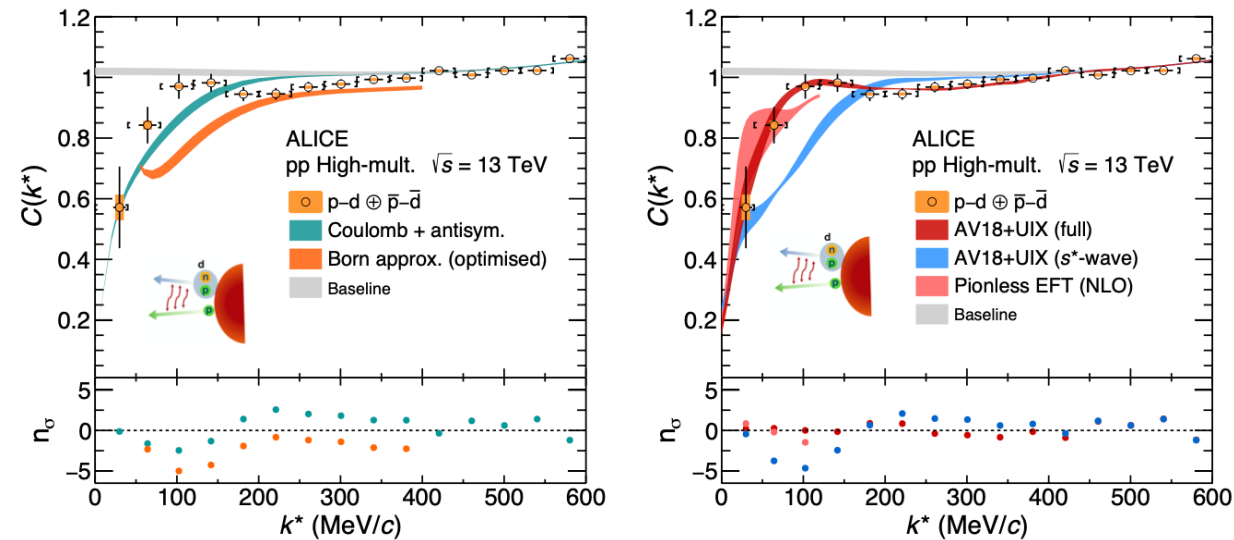 1.2
1
0.8
0.6
0.4
0.2
C(k*)
ALICE
pp High-mult. √s = 13 TeV
p–d ⊕ p̅–d̅
Coulomb + antisym.
Born approx. (optimised)
Baseline
d
n
p
p
5
0
−5
nσ
0 100 200 300 400 500 600
k* (MeV/c)
1.2
1
0.8
0.6
0.4
0.2
C(k*)
ALICE
pp High-mult. √s = 13 TeV
p–d ⊕ p̅–d̅
AV18+UIX (full)
AV18+UIX (s*-wave)
Pionless EFT (NLO)
Baseline
d
n
p
p
5
0
−5
nσ
0 100 200 300 400 500 600
k* (MeV/c)